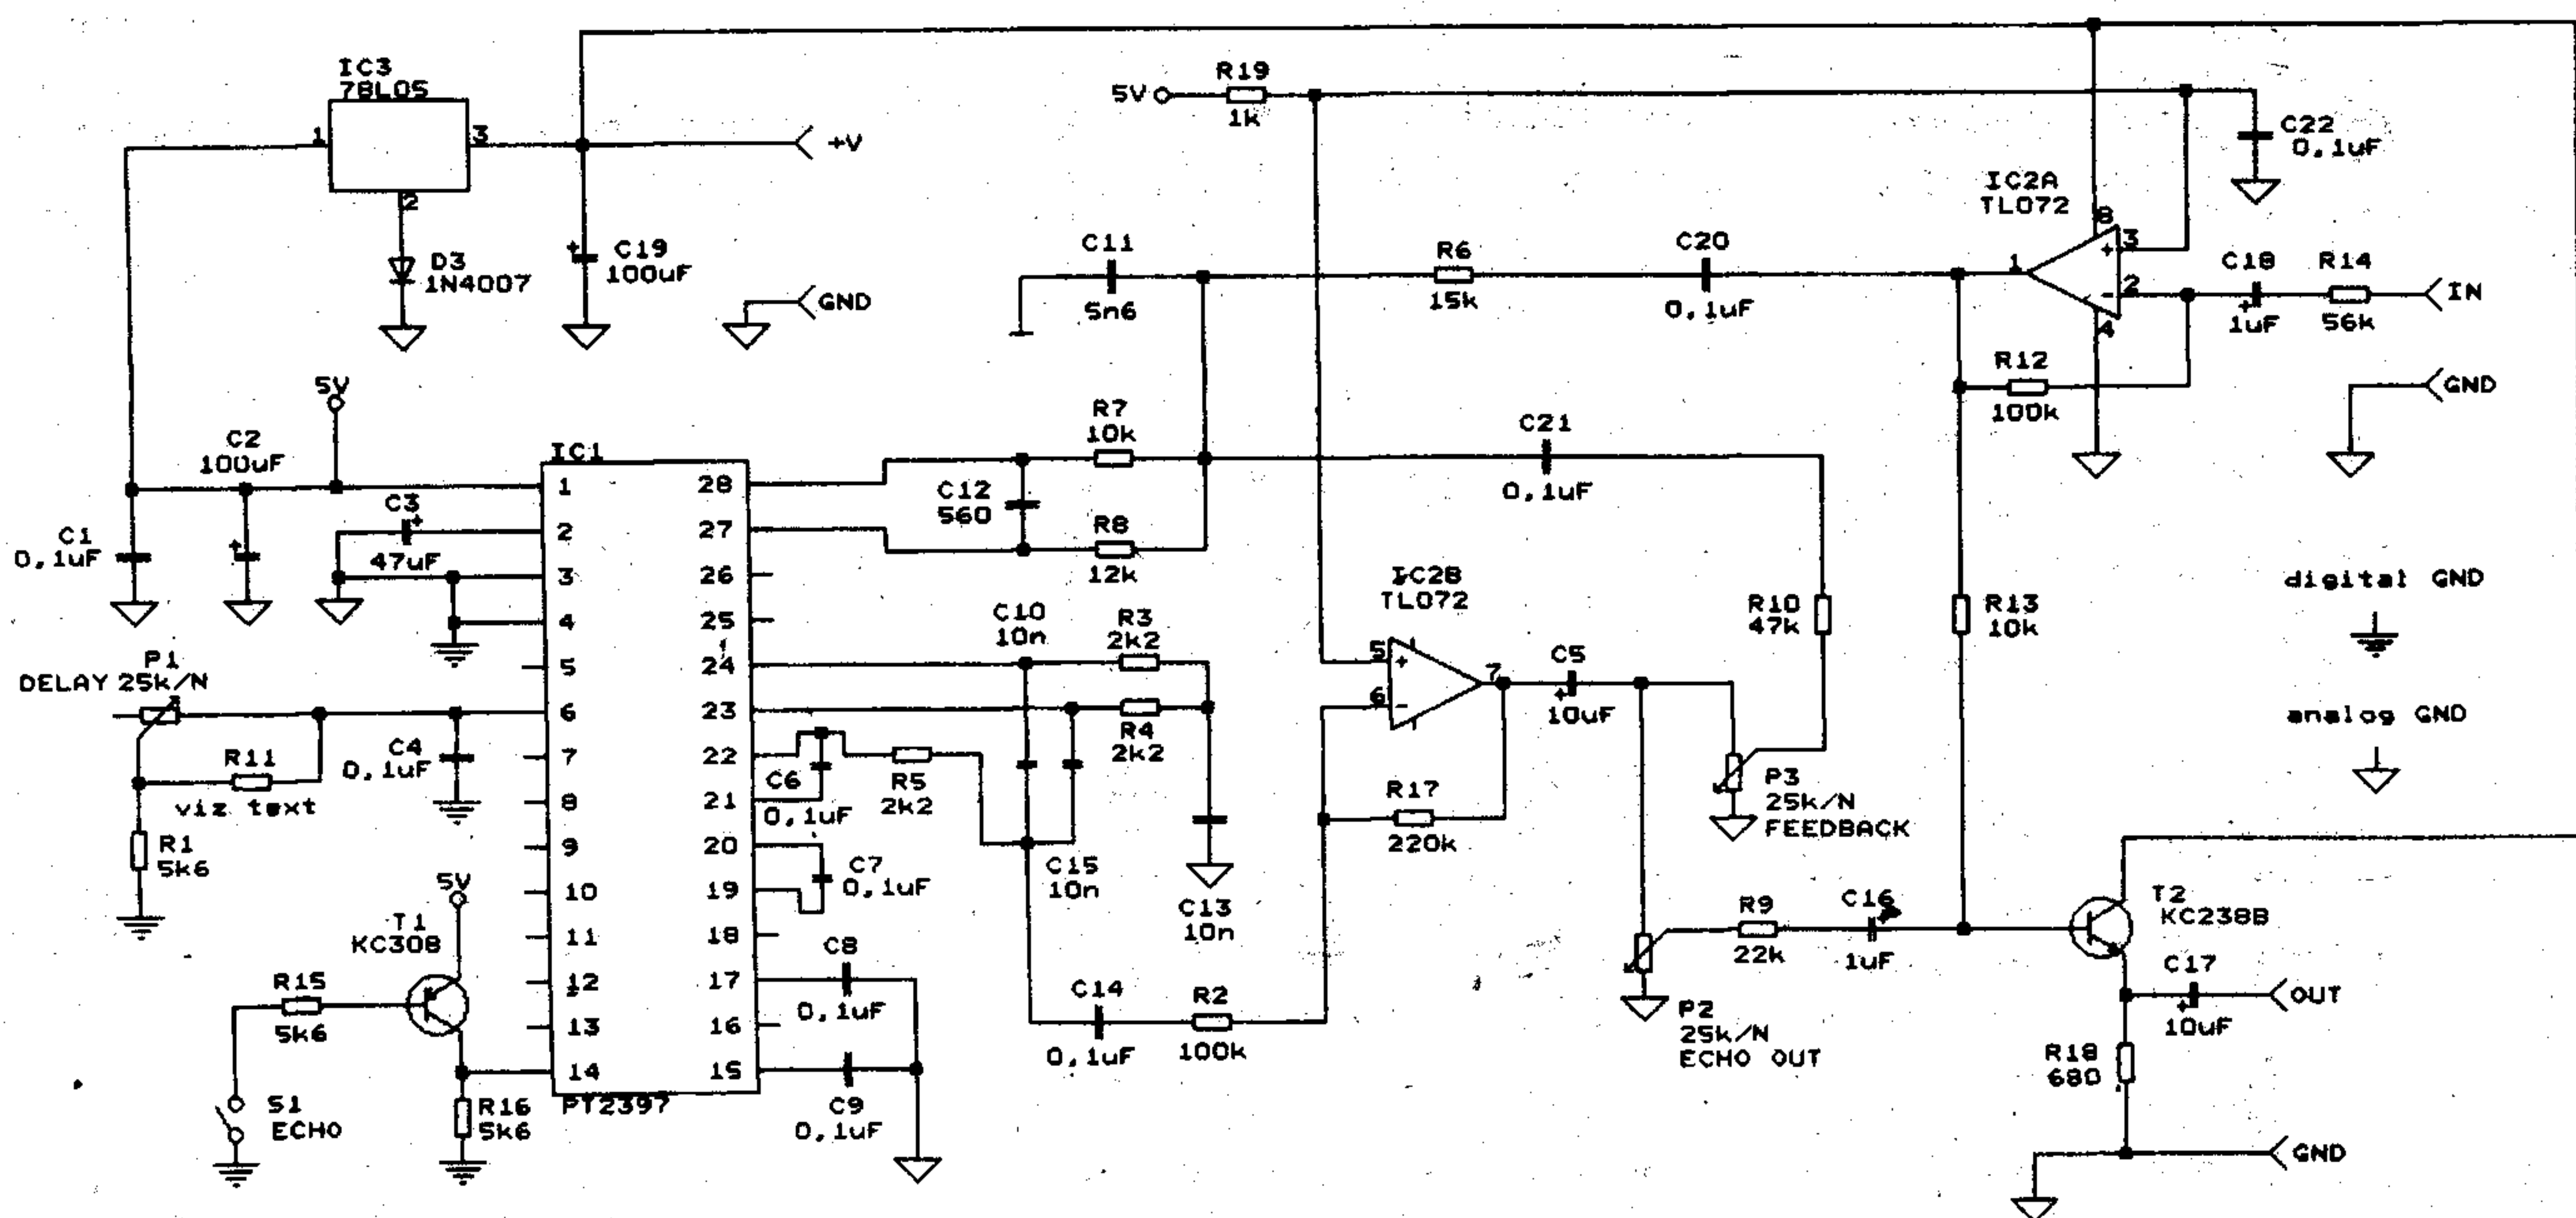 IC3
78L05
1
3
2
+V
D3
1N4007
+
C19
100uF
GND
5V
R19
1k
C22
0,1uF
IC2A
TL072
8
3
+
2
-
1
4
C18
+
1uF
R14
56k
IN
GND
C11
5n6
R6
15k
C20
0,1uF
R12
100k
5V
C2
100uF
+
C1
0,1uF
C3
+
47uF
IC1
1
2
3
4
5
6
7
8
9
10
11
12
13
14
28
27
26
25
24
23
22
21
20
19
18
17
16
15
PT2397
R7
10k
C12
560
R8
12k
C21
0,1uF
IC2B
TL072
5
+
6
-
7
C5
+
10uF
R10
47k
R13
10k
digital GND
analog GND
P1
DELAY 25k/N
R11
viz text
C4
0,1uF
R1
5k6
C10
10n
R3
2k2
R4
2k2
C6
0,1uF
R5
2k2
C7
0,1uF
C15
10n
C13
10n
R17
220k
P3
25k/N
FEEDBACK
5V
T1
KC308
R15
5k6
S1
ECHO
R16
5k6
C8
0,1uF
C9
0,1uF
C14
0,1uF
R2
100k
P2
25k/N
ECHO OUT
R9
22k
C16
+
1uF
T2
KC238B
C17
+
10uF
OUT
R18
680
GND